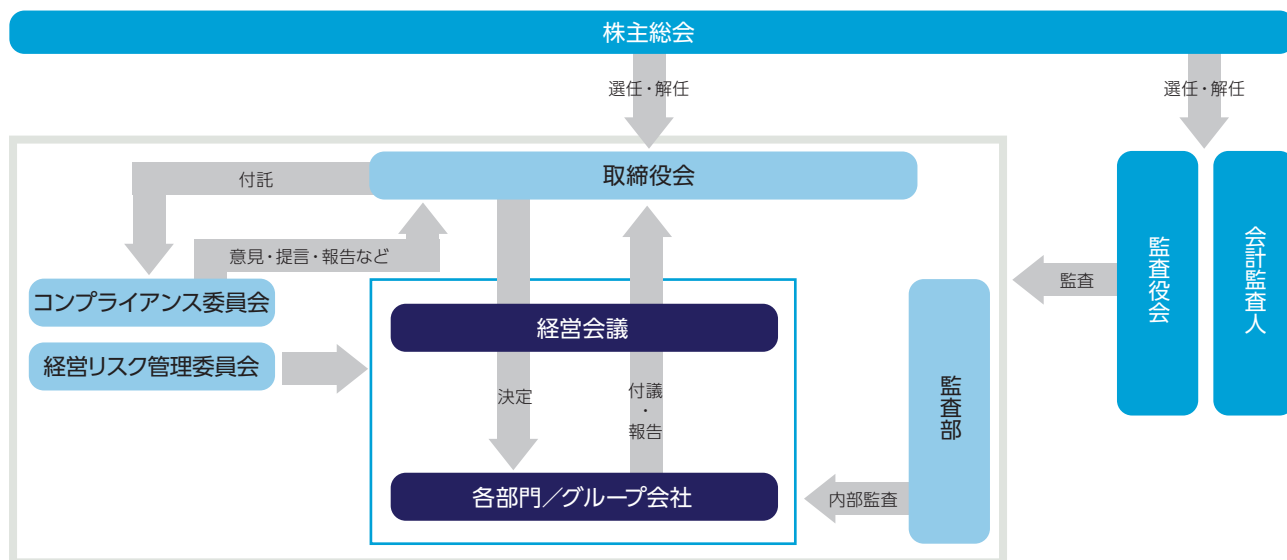 株主総会
選任・解任
選任・解任
取締役会
付託
意見・提言・報告など
コンプライアンス委員会
経営リスク管理委員会
経営会議
決定
付議
・
報告
各部門／グループ会社
監査部
内部監査
監査
監査役会
会計監査人